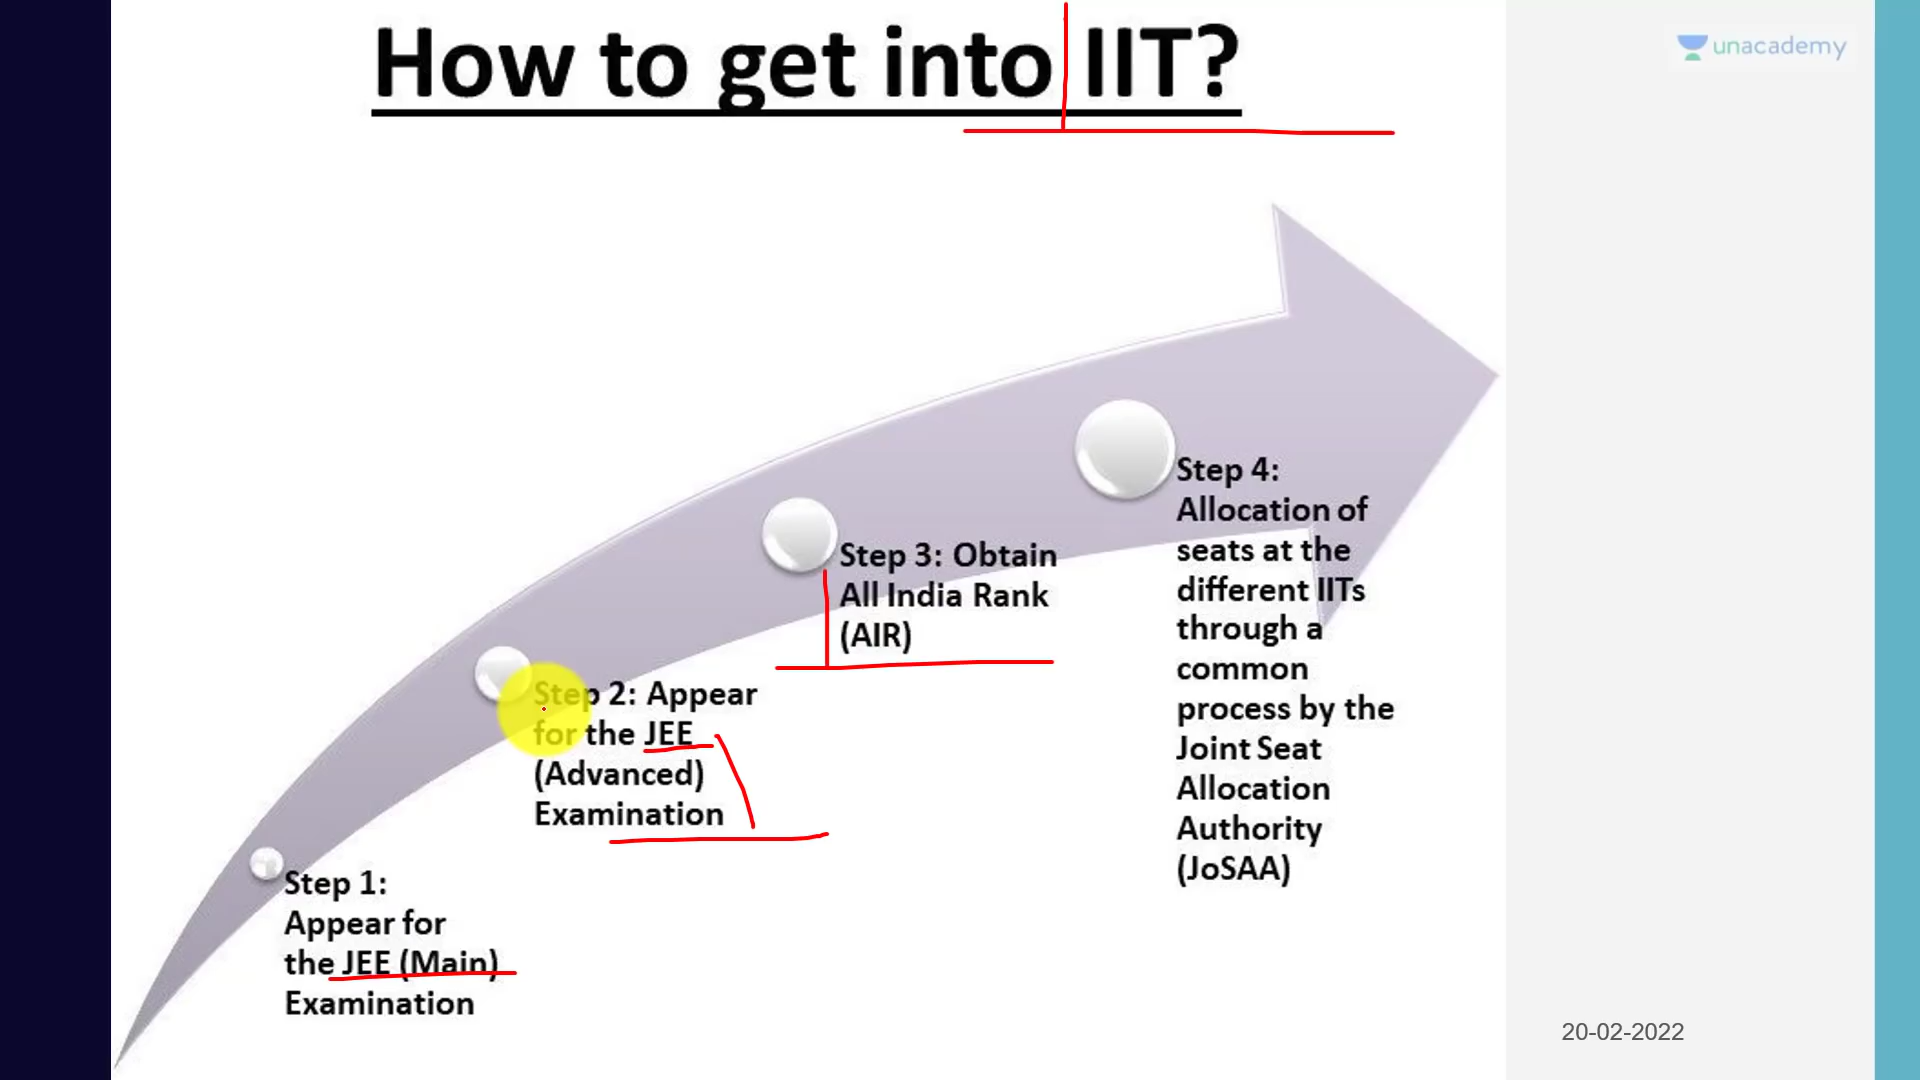 How to get into IIT?
unacademy
Step 4:
Allocation of
seats at the
different IITs
through a
common
process by the
Joint Seat
Allocation
Authority
(JoSAA)
Step 3: Obtain
All India Rank
(AIR)
Step 2: Appear
for the JEE
(Advanced)
Examination
Step 1:
Appear for
the JEE (Main)
Examination
20-02-2022